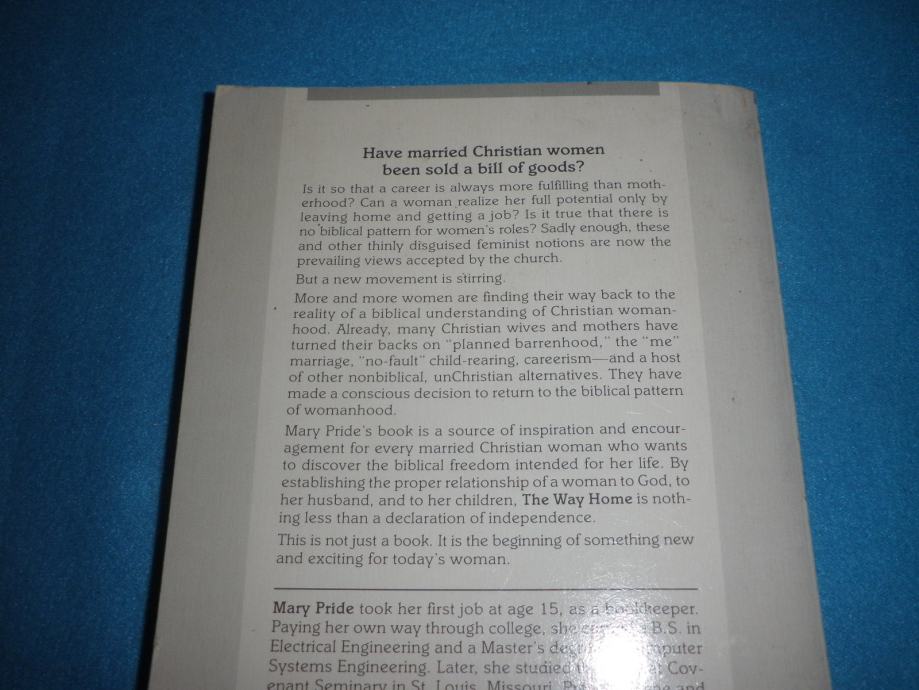 Have married Christian women
been sold a bill of goods?
Is it so that a career is always more fulfilling than moth-
erhood? Can a woman realize her full potential only by
leaving home and getting a job? Is it true that there is
no biblical pattern for women's roles? Sadly enough, these
and other thinly disguised feminist notions are now the
prevailing views accepted by the church.
But a new movement is stirring.
More and more women are finding their way back to the
reality of a biblical understanding of Christian woman-
hood. Already, many Christian wives and mothers have
turned their backs on "planned barrenhood," the "me"
marriage, "no-fault" child-rearing, careerism—and a host
of other nonbiblical, unChristian alternatives. They have
made a conscious decision to return to the biblical pattern
of womanhood.
Mary Pride's book is a source of inspiration and encour-
agement for every married Christian woman who wants
to discover the biblical freedom intended for her life. By
establishing the proper relationship of a woman to God, to
her husband, and to her children, The Way Home is noth-
ing less than a declaration of independence.
This is not just a book. It is the beginning of something new
and exciting for today's woman.
Mary Pride took her first job at age 15, as a bookkeeper.
Paying her own way through college, she B.S. in
Electrical Engineering and a Master's
Systems Engineering. Later, she studied Cov-
enant Seminary in St. Louis, Missouri. and